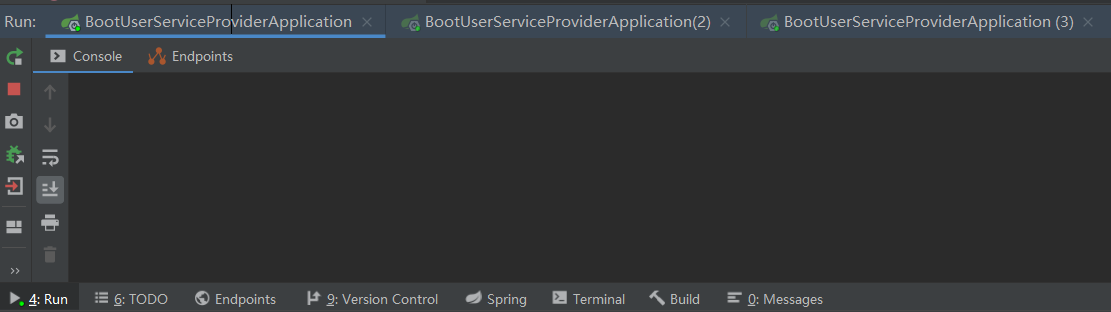 Run: BootUserServiceProviderApplication BootUserServiceProviderApplication(2) BootUserServiceProviderApplication (3)
Console Endpoints
4: Run 6: TODO Endpoints 9: Version Control Spring Terminal Build 0: Messages